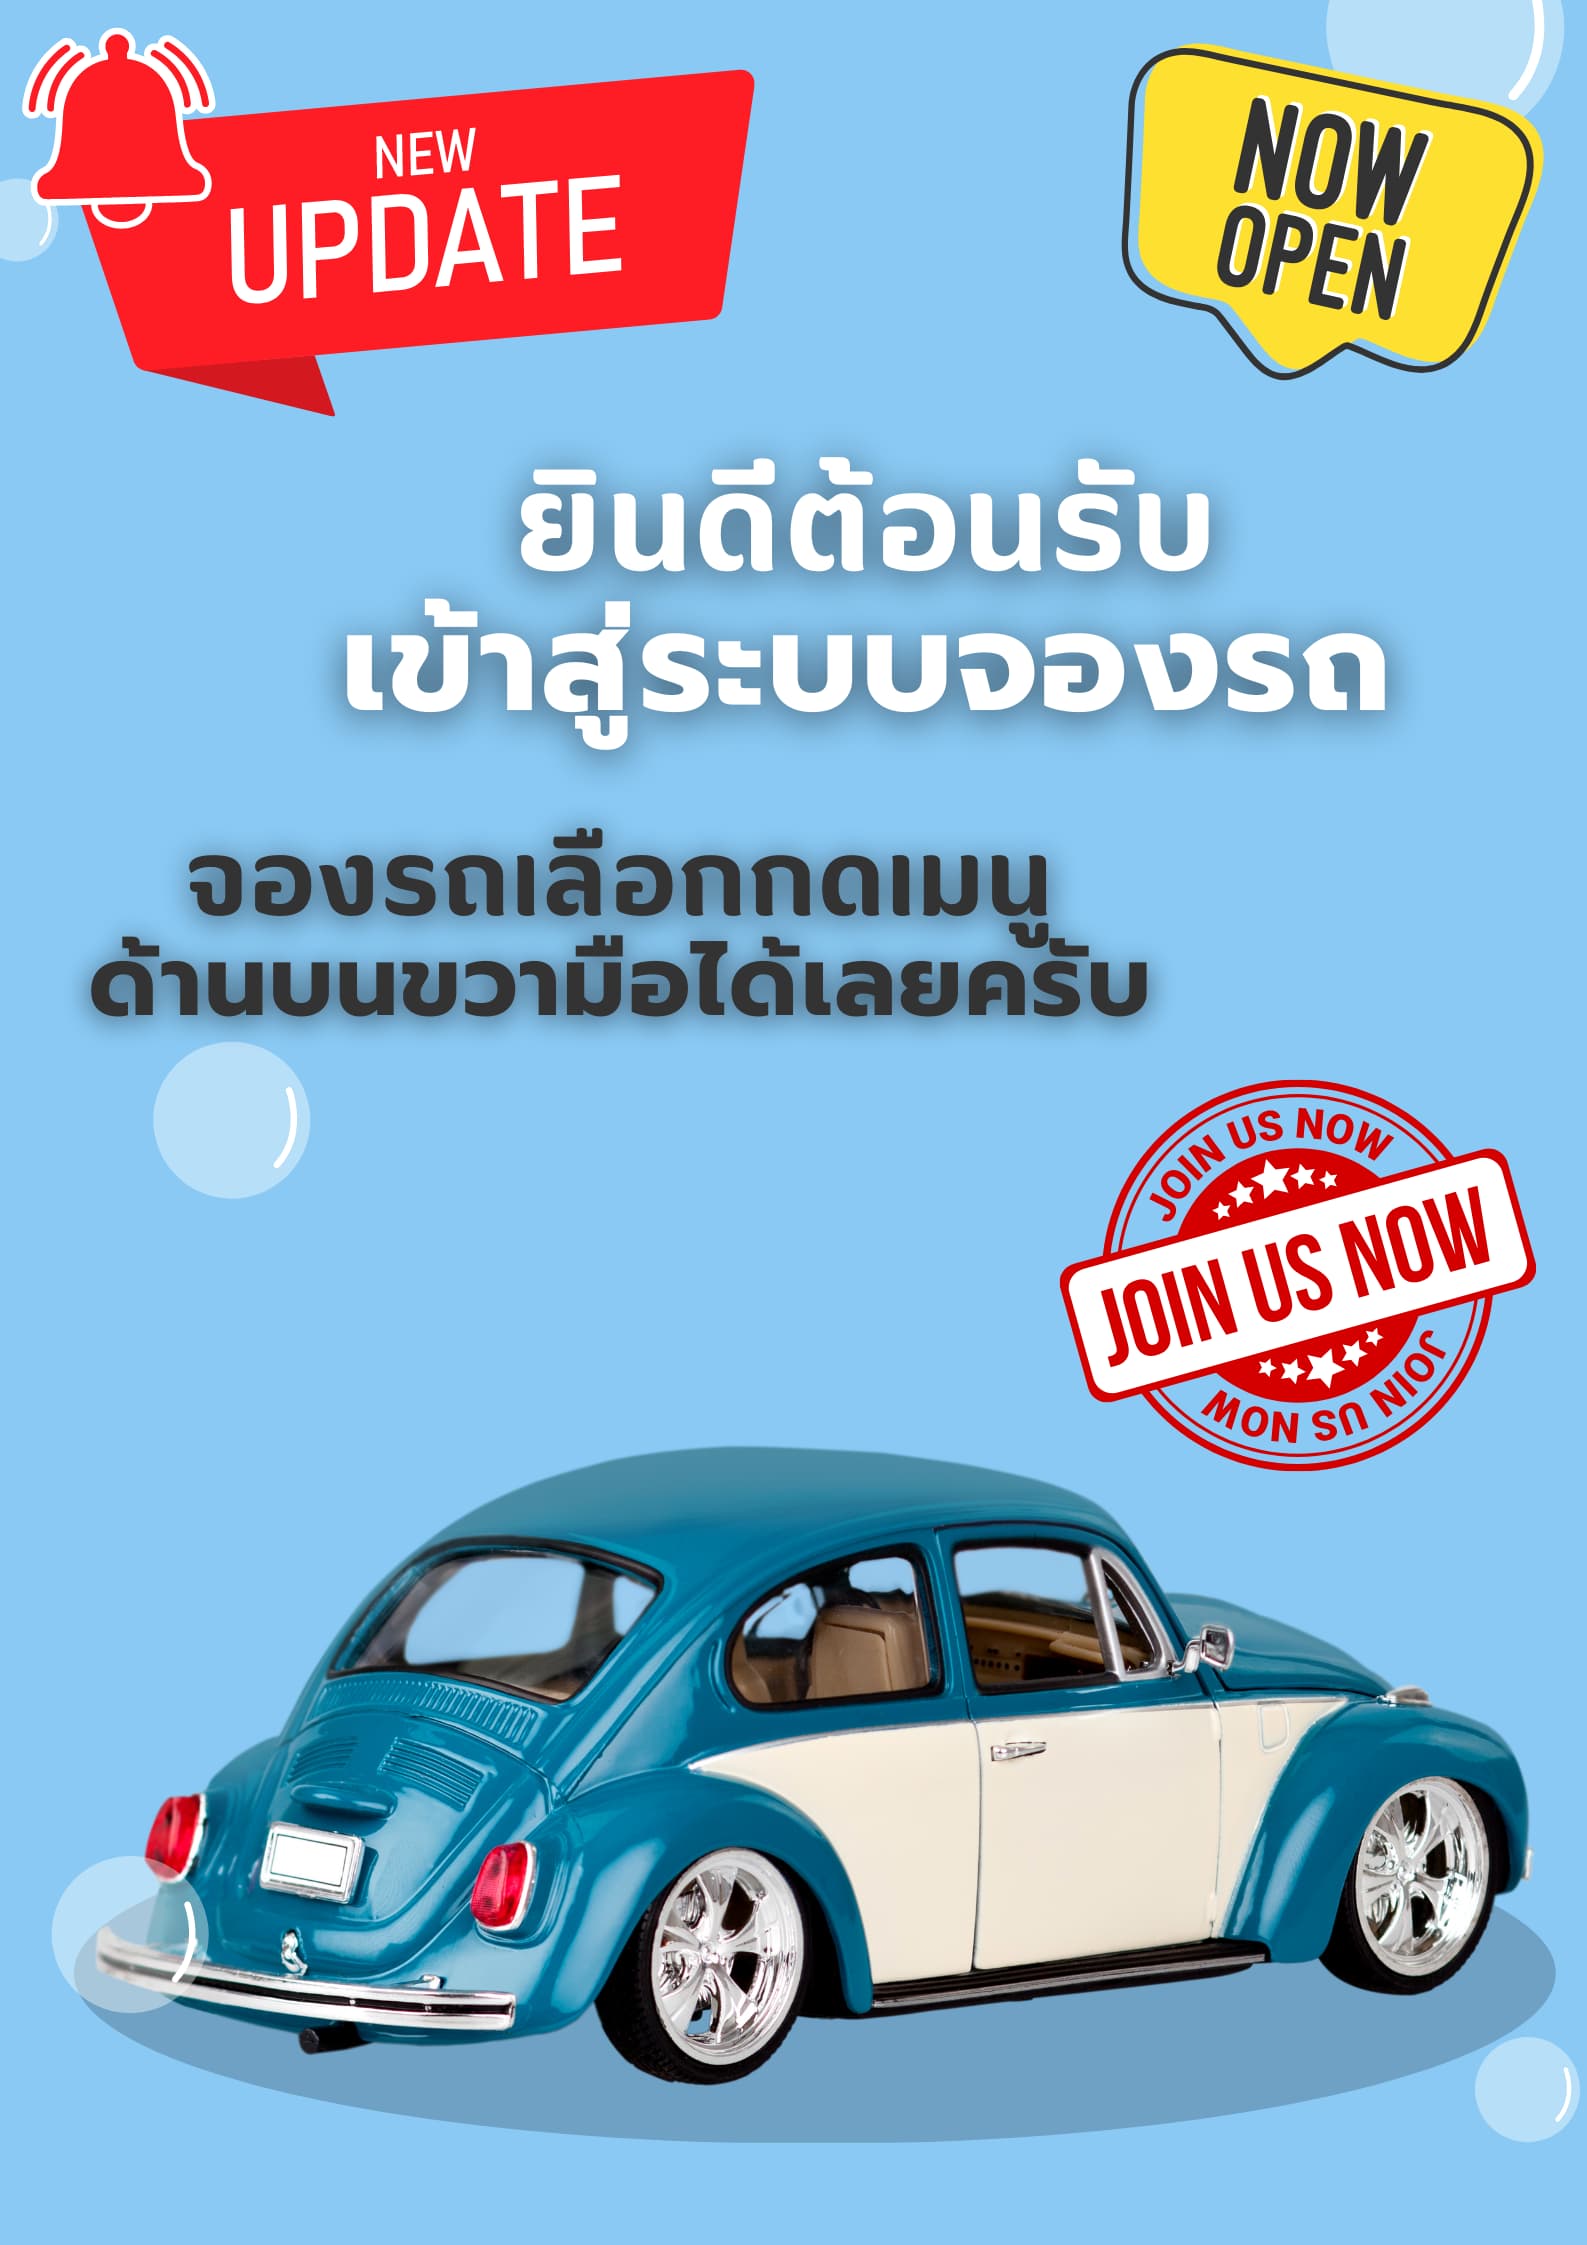 NEW
UPDATE
NOW
OPEN
ยินดีต้อนรับ
เข้าสู่ระบบจองรถ
จองรถเลือกกดเมนู
ด้านบนขวามือได้เลยครับ
JOIN US NOW
JOIN US NOW
JOIN US NOW